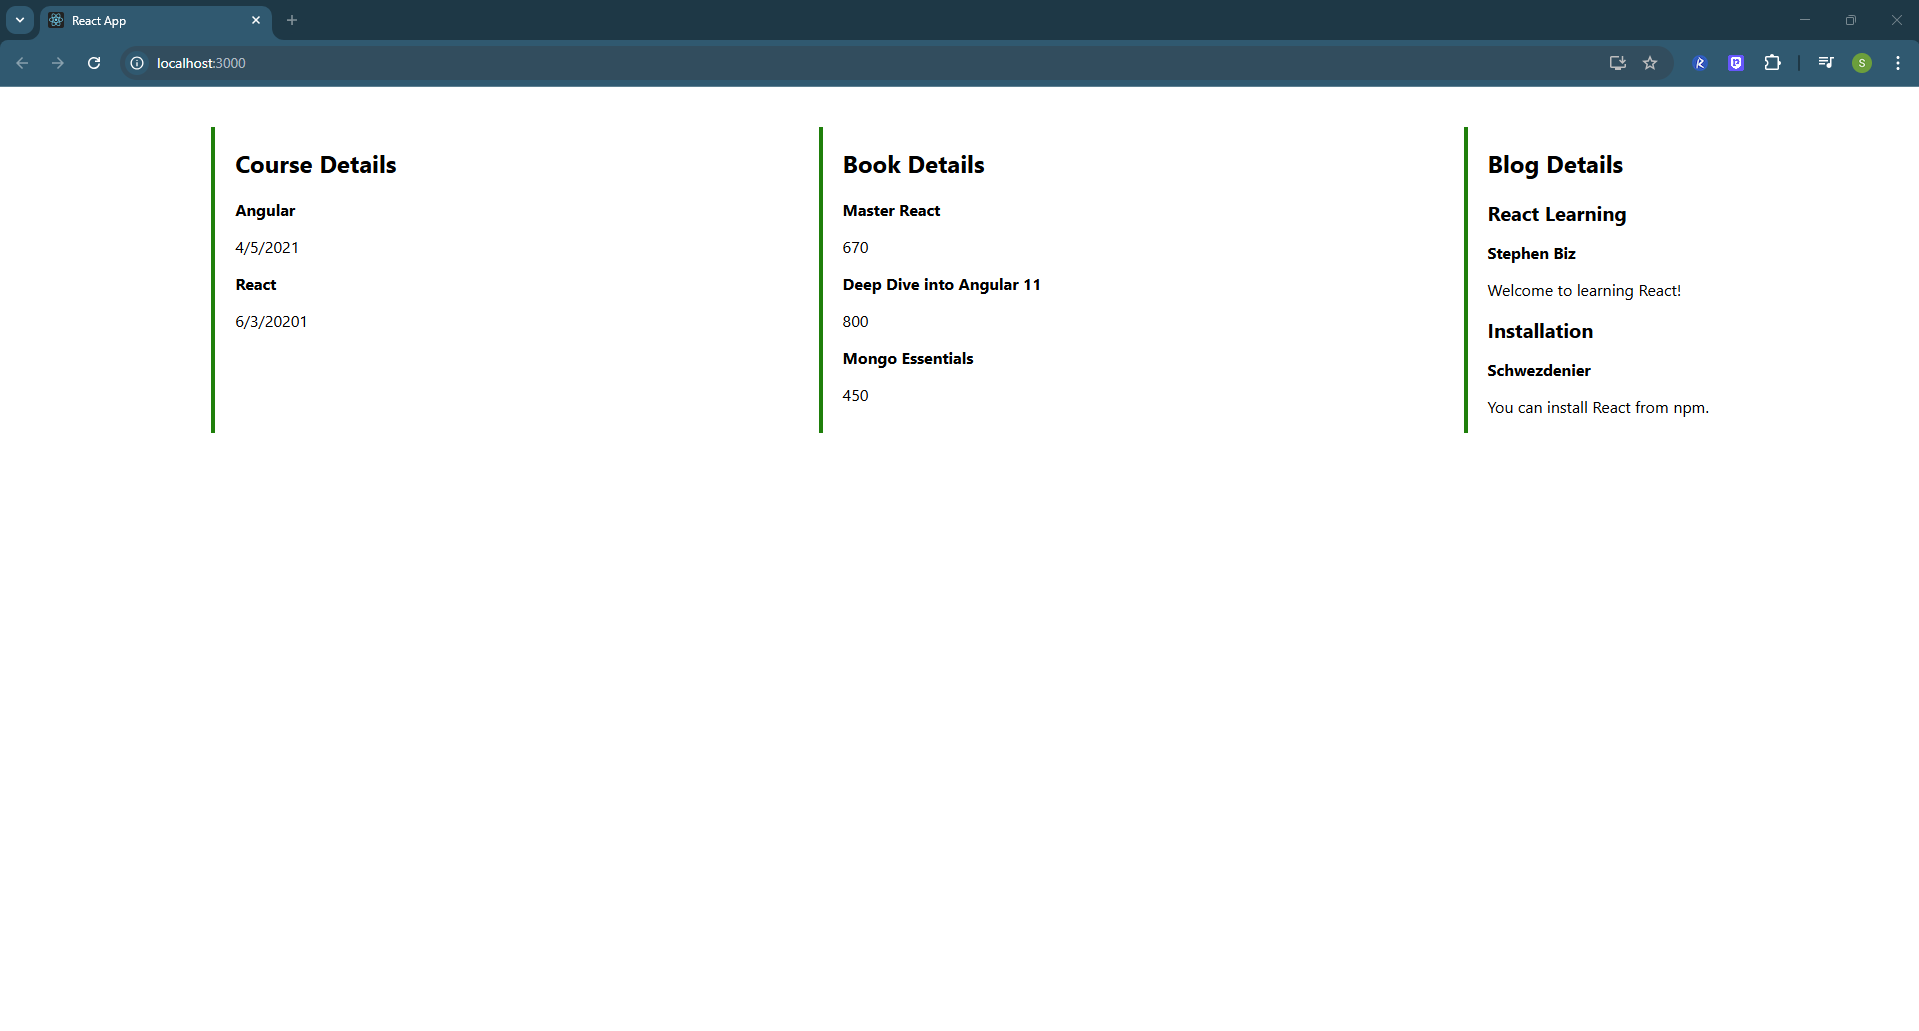 React App
localhost:3000
S
Course Details
Angular
4/5/2021
React
6/3/20201
Book Details
Master React
670
Deep Dive into Angular 11
800
Mongo Essentials
450
Blog Details
React Learning
Stephen Biz
Welcome to learning React!
Installation
Schwezdenier
You can install React from npm.